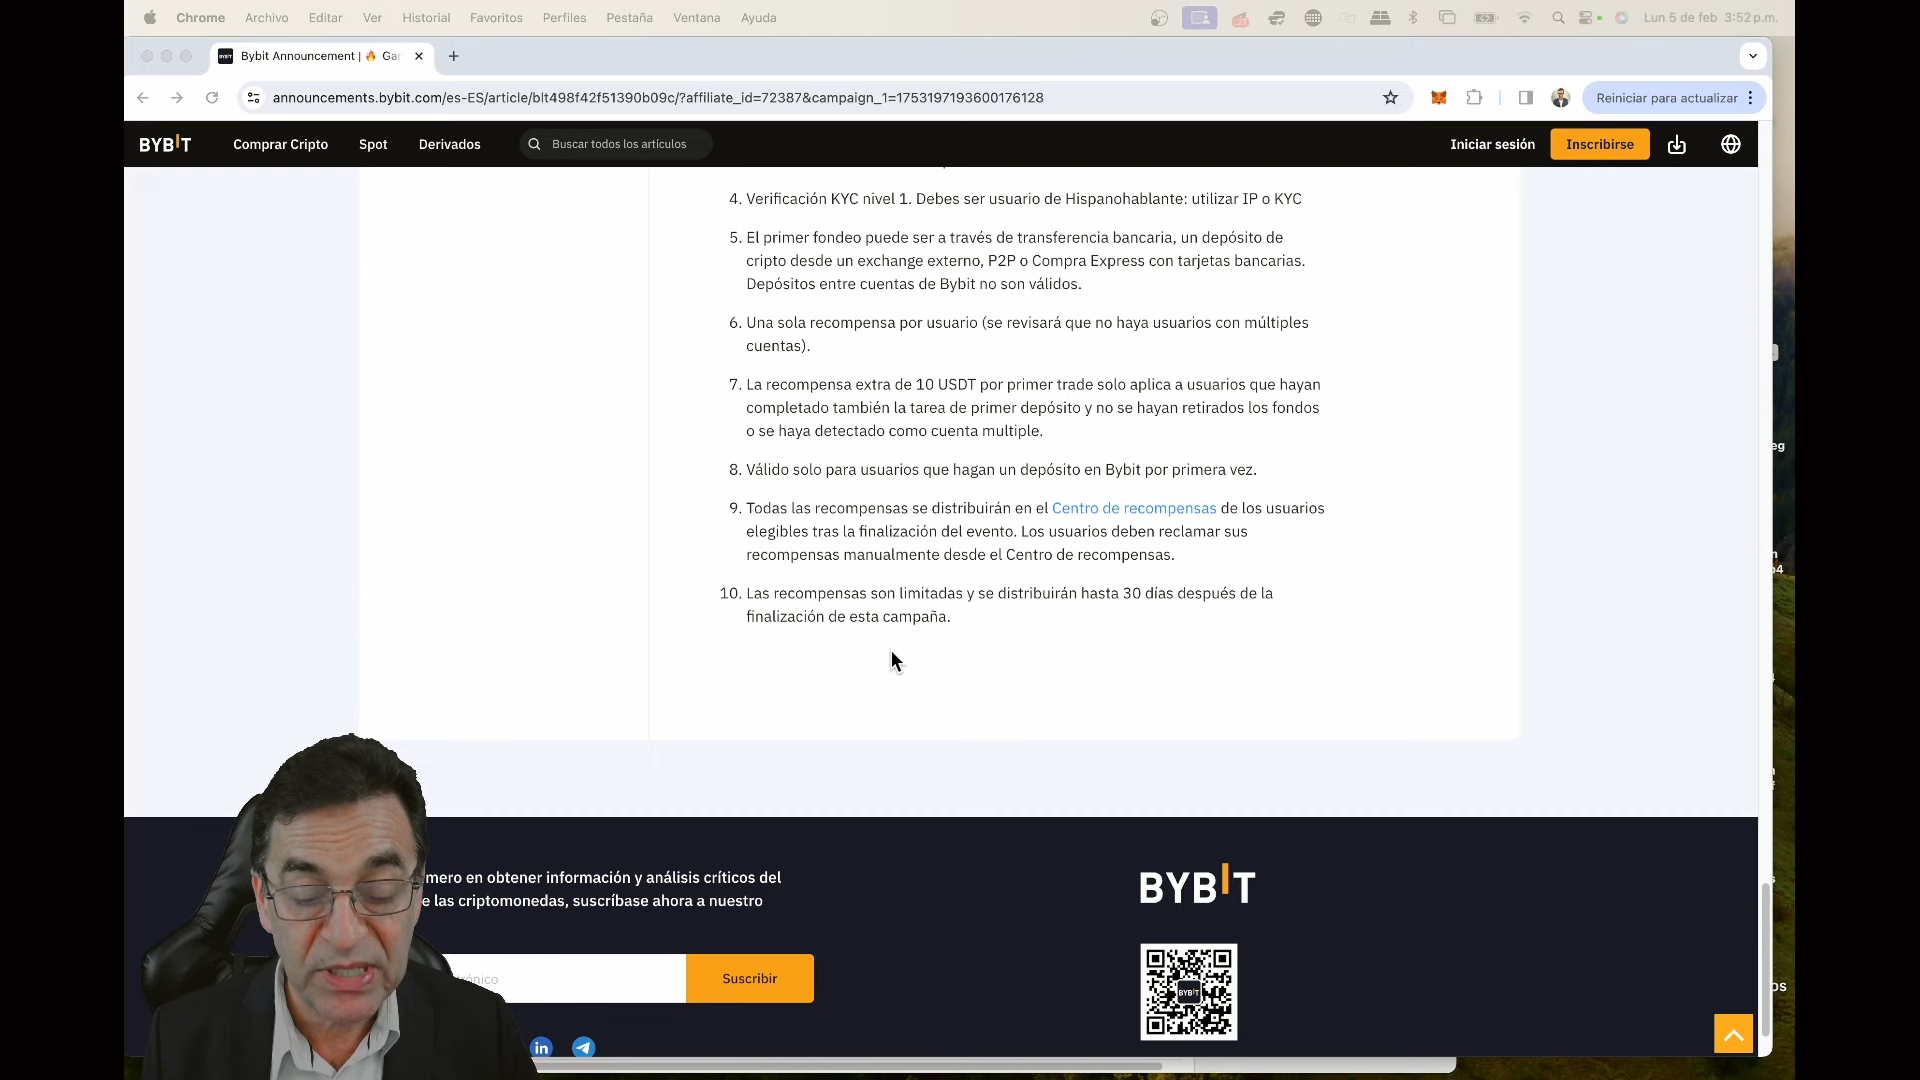 Chrome Archivo Editar Ver Historial Favoritos Perfiles Pestaña Ventana Ayuda Lun 5 de feb 3:52 p.m.
Bybit Announcement | 🔥 Gan
announcements.bybit.com/es-ES/article/blt498f42f51390b09c/?affiliate_id=72387&campaign_1=1753197193600176128
Reiniciar para actualizar
BYBIT Comprar Cripto Spot Derivados Buscar todos los artículos Iniciar sesión Inscribirse
4. Verificación KYC nivel 1. Debes ser usuario de Hispanohablante: utilizar IP o KYC
5. El primer fondeo puede ser a través de transferencia bancaria, un depósito de
cripto desde un exchange externo, P2P o Compra Express con tarjetas bancarias.
Depósitos entre cuentas de Bybit no son válidos.
6. Una sola recompensa por usuario (se revisará que no haya usuarios con múltiples
cuentas).
7. La recompensa extra de 10 USDT por primer trade solo aplica a usuarios que hayan
completado también la tarea de primer depósito y no se hayan retirados los fondos
o se haya detectado como cuenta multiple.
8. Válido solo para usuarios que hagan un depósito en Bybit por primera vez.
9. Todas las recompensas se distribuirán en el Centro de recompensas de los usuarios
elegibles tras la finalización del evento. Los usuarios deben reclamar sus
recompensas manualmente desde el Centro de recompensas.
10. Las recompensas son limitadas y se distribuirán hasta 30 días después de la
finalización de esta campaña.
mero en obtener información y análisis críticos del
e las criptomonedas, suscríbase ahora a nuestro
BYBIT
trónico
Suscribir
BYBIT
in